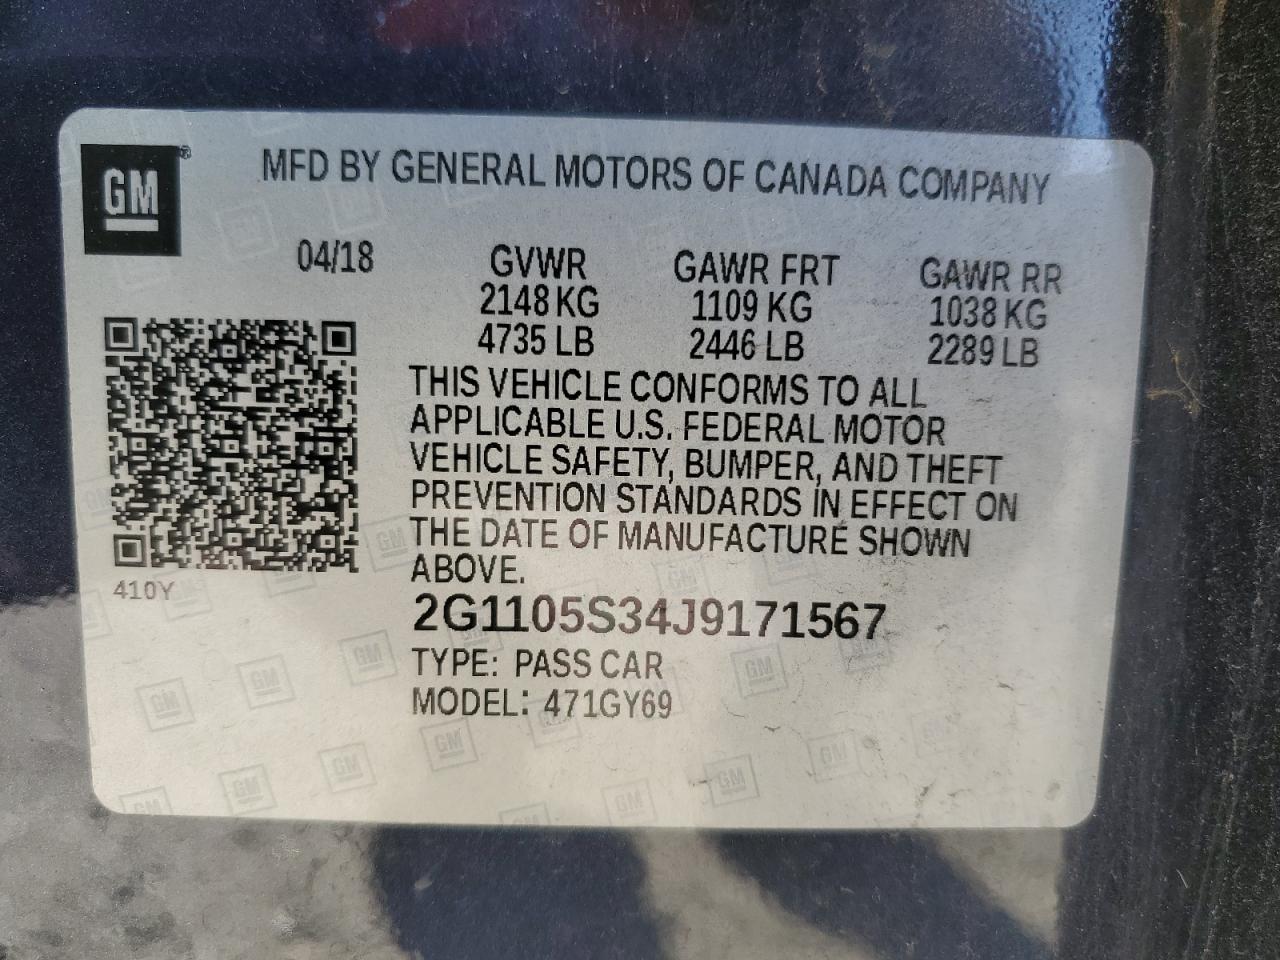 GM®
MFD BY GENERAL MOTORS OF CANADA COMPANY
04/18 GVWR GAWR FRT GAWR RR
2148 KG 1109 KG 1038 KG
4735 LB 2446 LB 2289 LB
THIS VEHICLE CONFORMS TO ALL
APPLICABLE U.S. FEDERAL MOTOR
VEHICLE SAFETY, BUMPER, AND THEFT
PREVENTION STANDARDS IN EFFECT ON
THE DATE OF MANUFACTURE SHOWN
ABOVE.
410Y
2G1105S34J9171567
TYPE: PASS CAR
MODEL: 471GY69